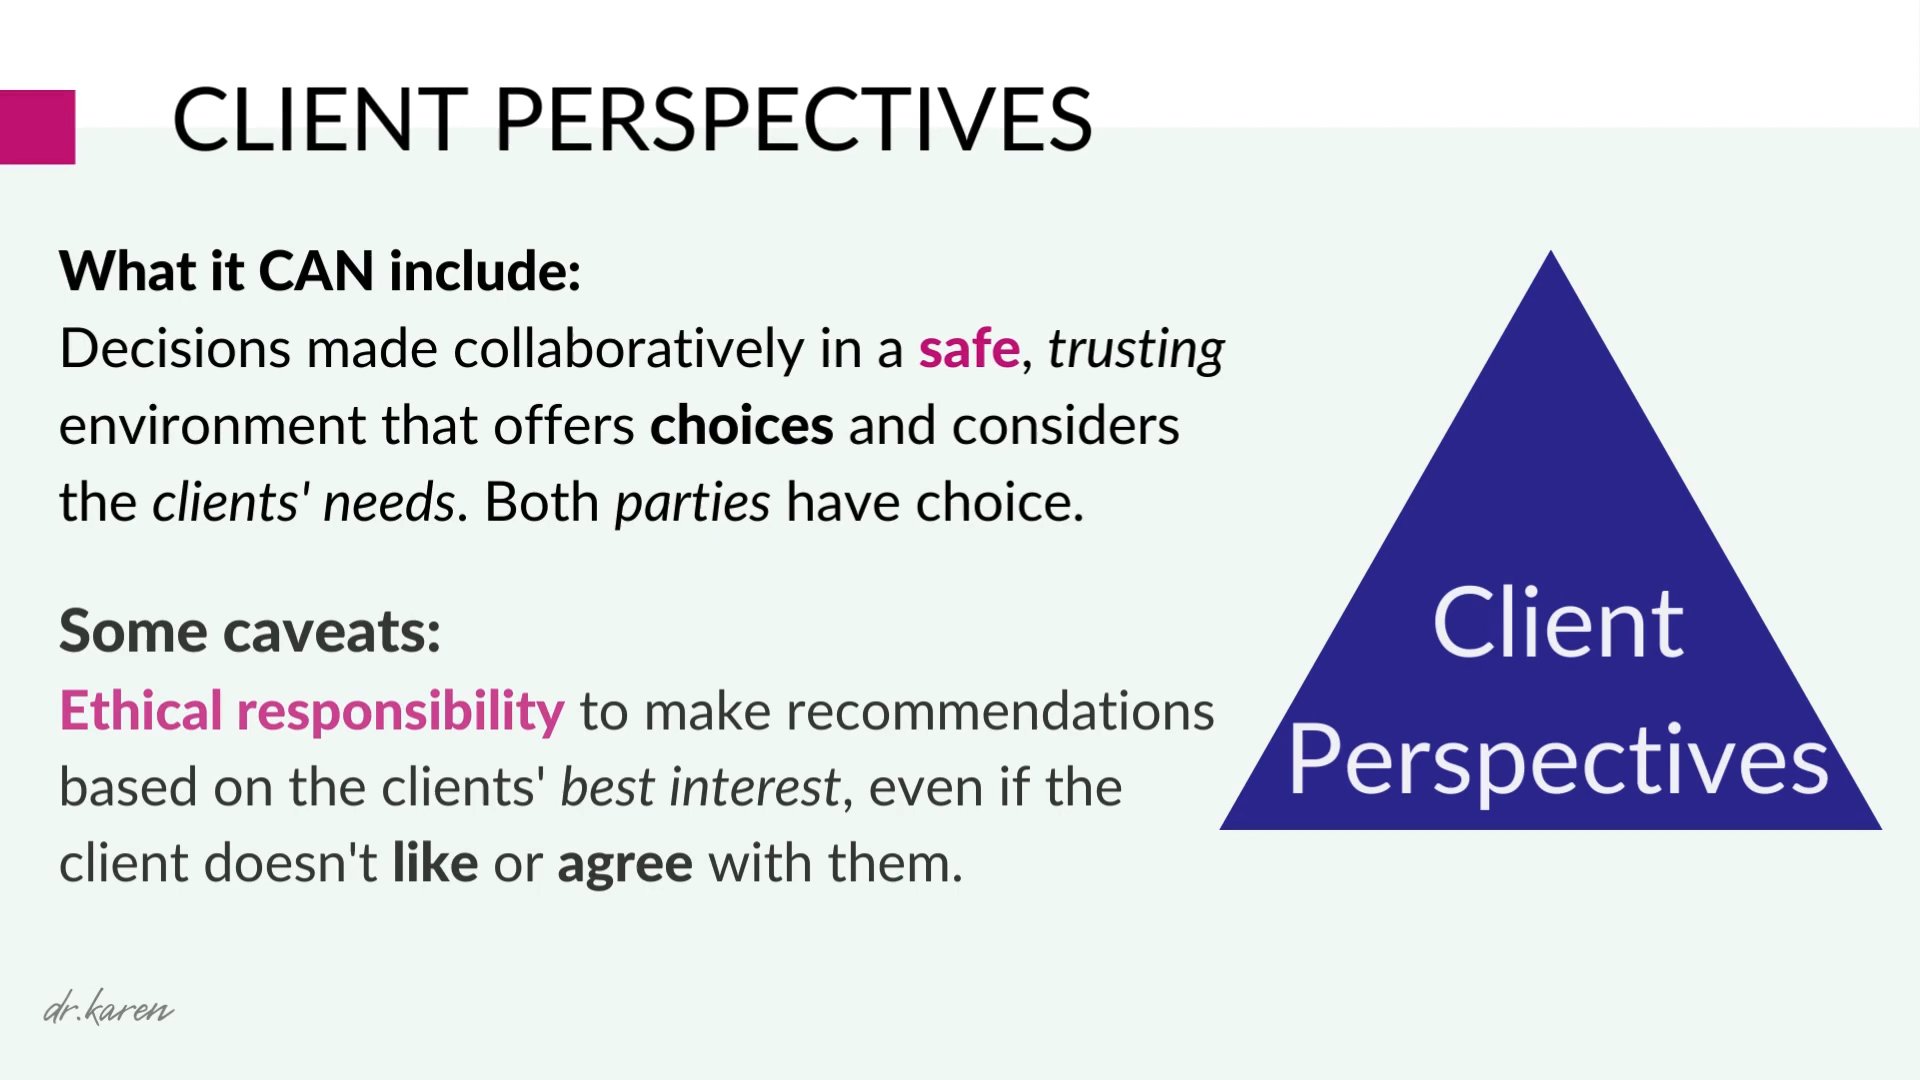 CLIENT PERSPECTIVES
What it CAN include:
Decisions made collaboratively in a safe, trusting
environment that offers choices and considers
the clients' needs. Both parties have choice.
Some caveats:
Ethical responsibility to make recommendations
based on the clients' best interest, even if the
client doesn't like or agree with them.
Client
Perspectives
dr.karen